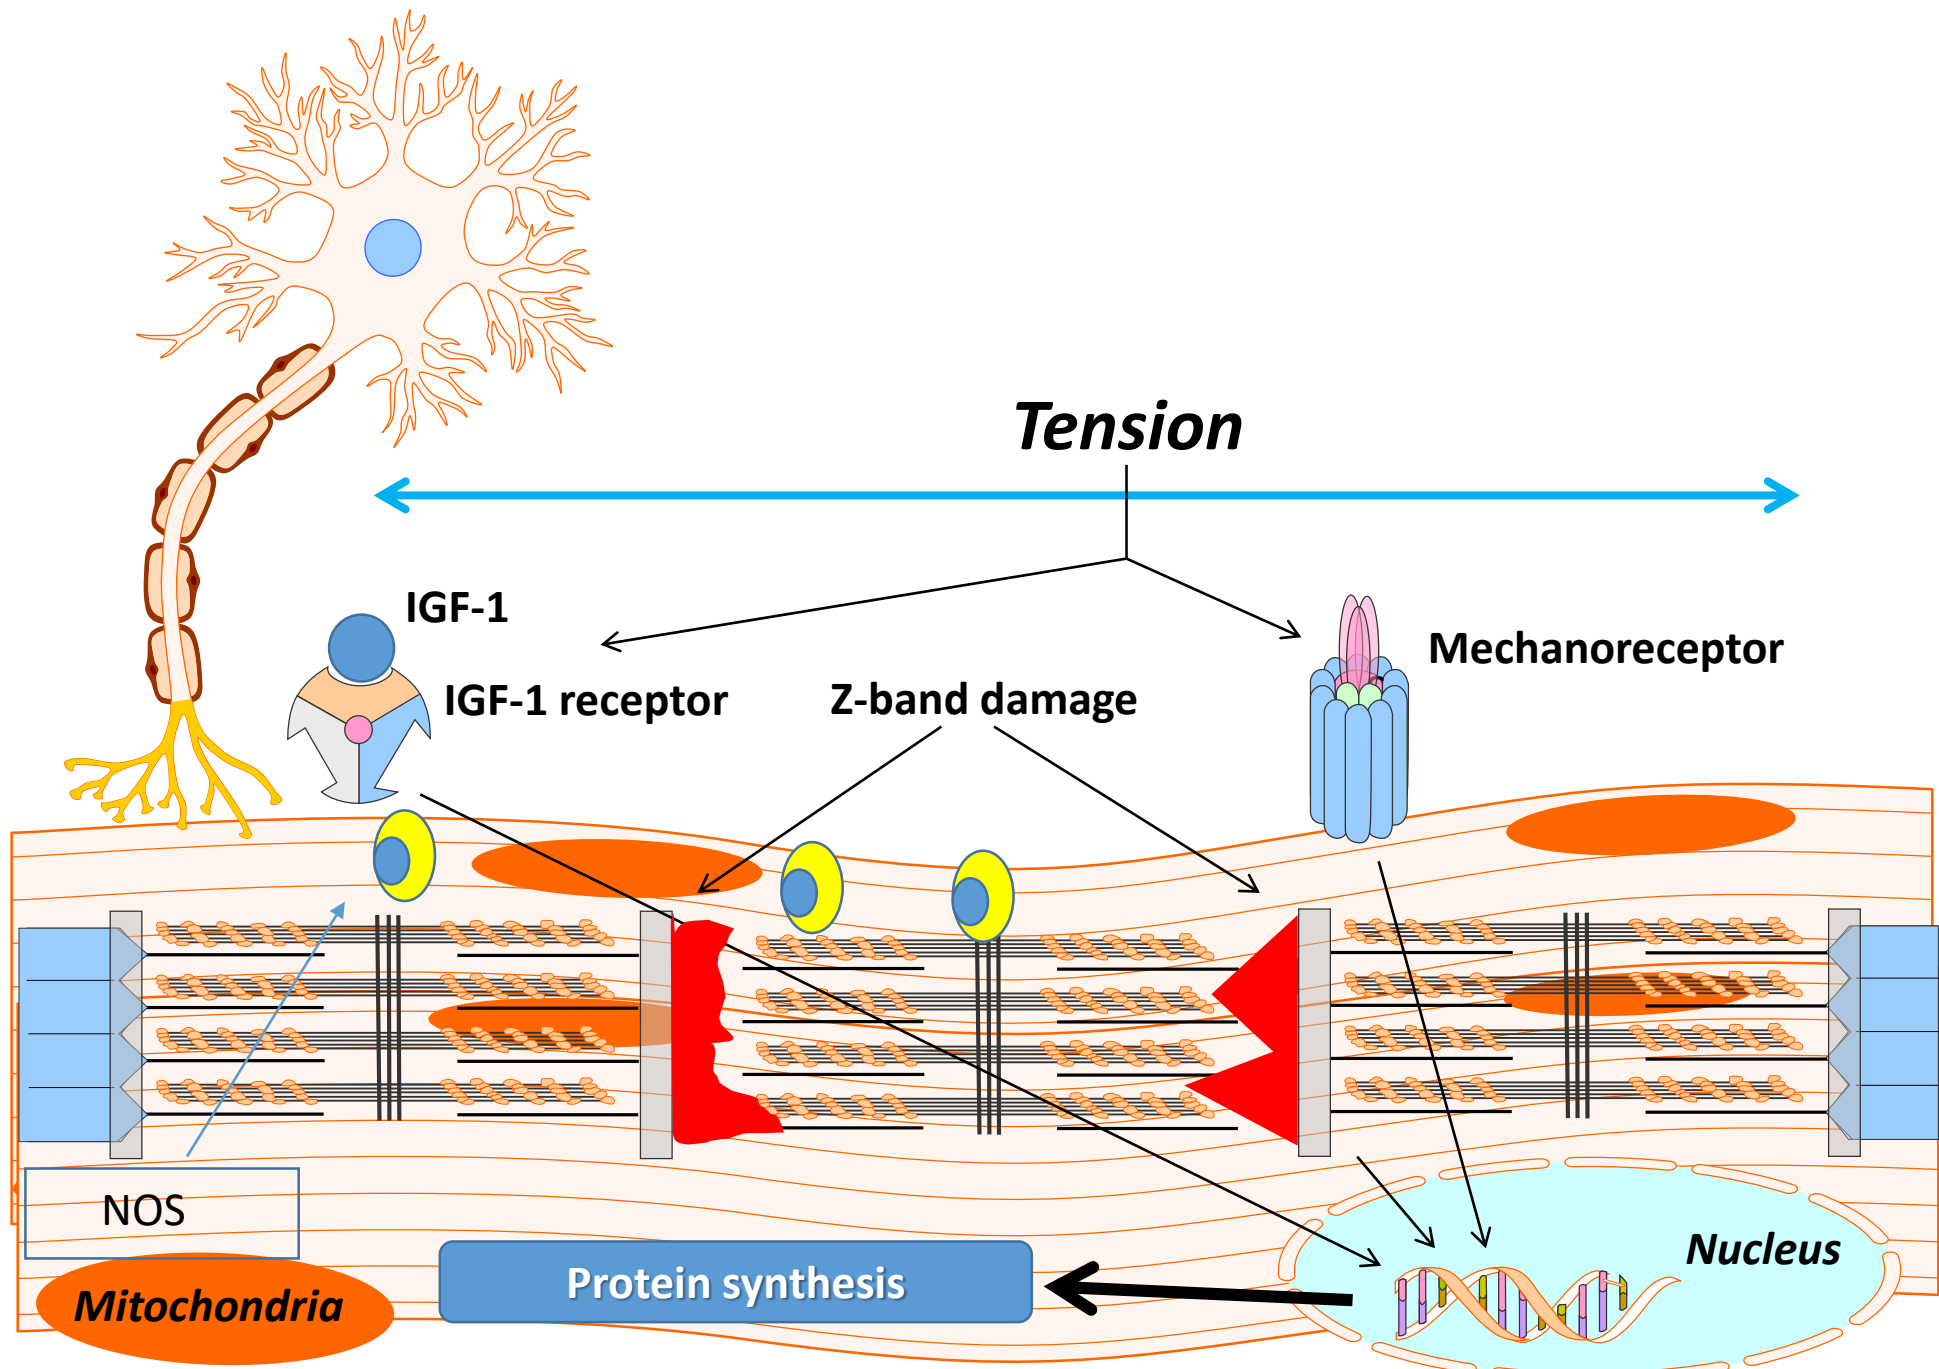 Tension
IGF-1
Mechanoreceptor
IGF-1 receptor
Z-band damage
NOS
Nucleus
Protein synthesis
Mitochondria